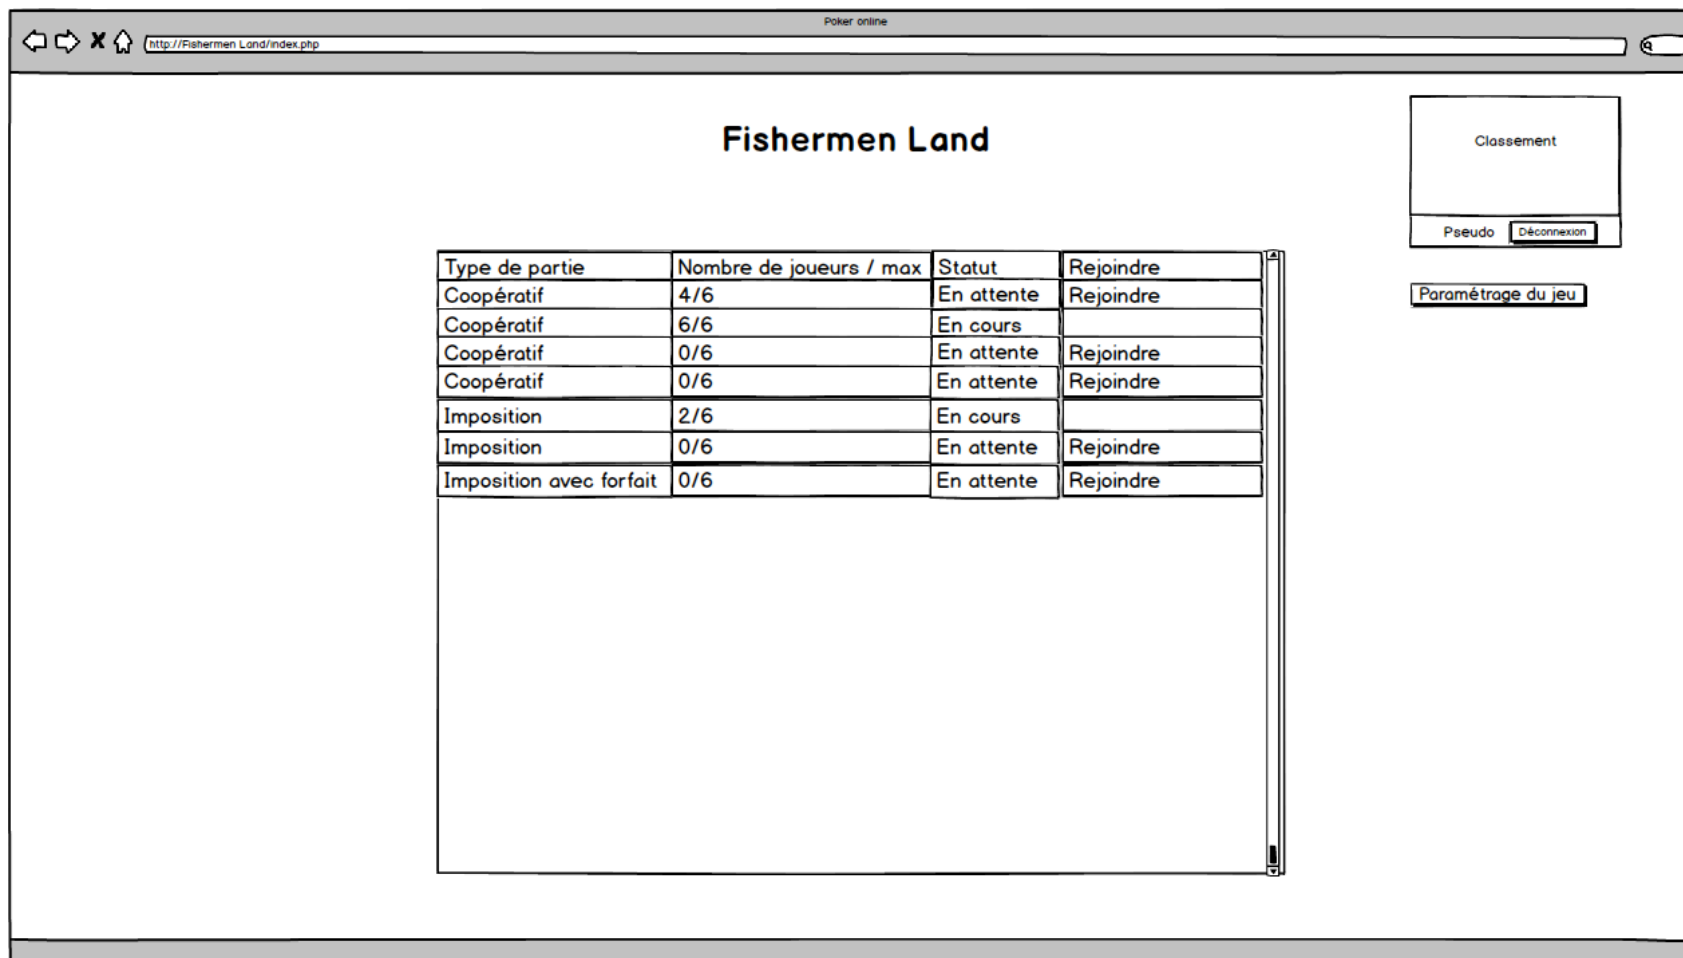 Poker online
http://Fishermen Land/index.php
Fishermen Land
Classement
Pseudo Déconnexion
Paramétrage du jeu
Type de partie Nombre de joueurs / max Statut Rejoindre
Coopératif 4/6 En attente Rejoindre
Coopératif 6/6 En cours
Coopératif 0/6 En attente Rejoindre
Coopératif 0/6 En attente Rejoindre
Imposition 2/6 En cours
Imposition 0/6 En attente Rejoindre
Imposition avec forfait 0/6 En attente Rejoindre